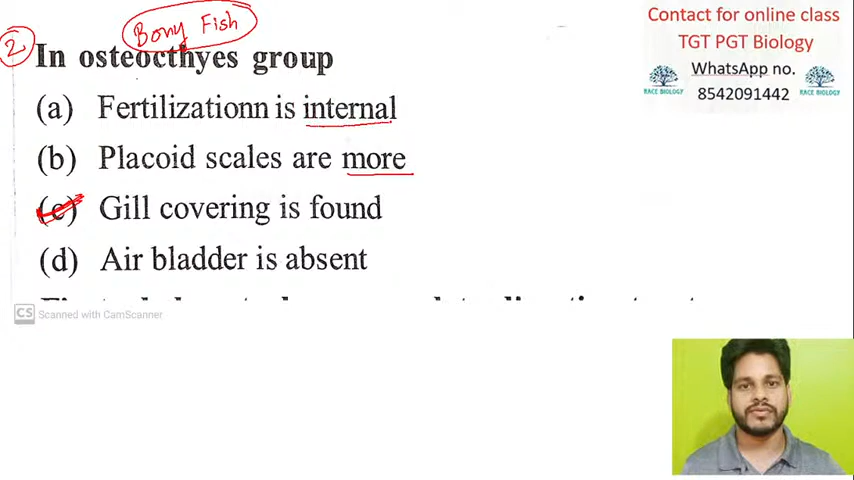 Bony Fish
2
In osteocthyes group
(a) Fertilizationn is internal
(b) Placoid scales are more
(c) Gill covering is found
(d) Air bladder is absent
CS Scanned with CamScanner
Contact for online class
TGT PGT Biology
WhatsApp no.
8542091442
RACE BIOLOGY
RACE BIOLOGY